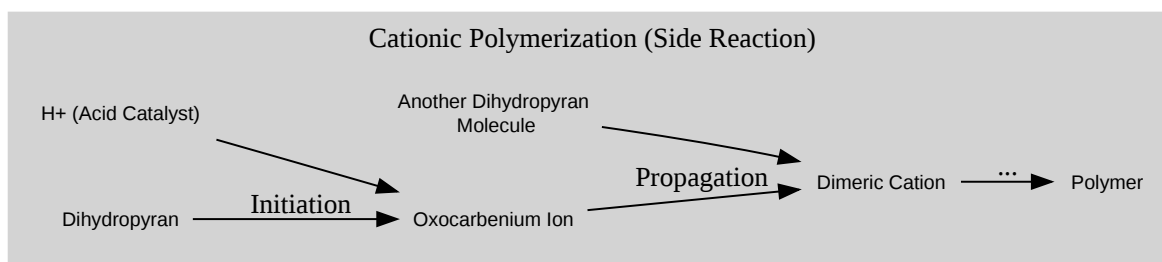 Cationic Polymerization (Side Reaction)
H+ (Acid Catalyst)
Another Dihydropyran
Molecule
Dihydropyran
Initiation
Oxocarbenium Ion
Propagation
Dimeric Cation
...
Polymer